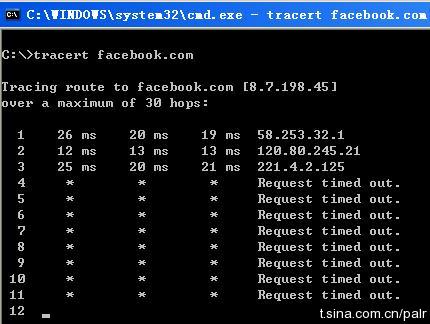 C:\WINDOWS\system32\cmd.exe - tracert facebook.com
C:\>tracert facebook.com
Tracing route to facebook.com [8.7.198.45]
over a maximum of 30 hops:
1 26 ms 20 ms 19 ms 58.253.32.1
2 12 ms 13 ms 13 ms 120.80.245.21
3 25 ms 20 ms 21 ms 221.4.2.125
4 * * * Request timed out.
5 * * * Request timed out.
6 * * * Request timed out.
7 * * * Request timed out.
8 * * * Request timed out.
9 * * * Request timed out.
10 * * * Request timed out.
11 * * * Request timed out.
12 _
t.sina.com.cn/palr